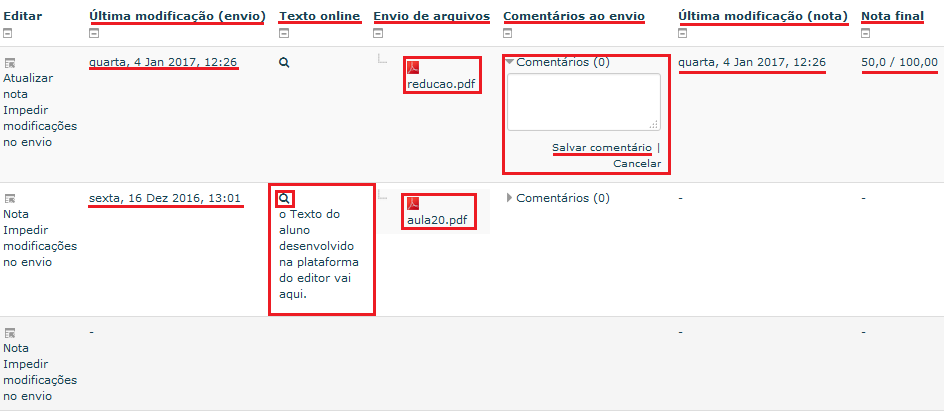 Editar
Última modificação (envio)
Texto online
Envio de arquivos
Comentários ao envio
Última modificação (nota)
Nota final
Atualizar
nota
Impedir
modificações
no envio
quarta, 4 Jan 2017, 12:26
reducao.pdf
Comentários (0)
Salvar comentário |
Cancelar
quarta, 4 Jan 2017, 12:26
50,0 / 100,00
Nota
Impedir
modificações
no envio
sexta, 16 Dez 2016, 13:01
o Texto do
aluno
desenvolvido
na plataforma
do editor vai
aqui.
aula20.pdf
Comentários (0)
-
-
Nota
Impedir
modificações
no envio
-
-
-